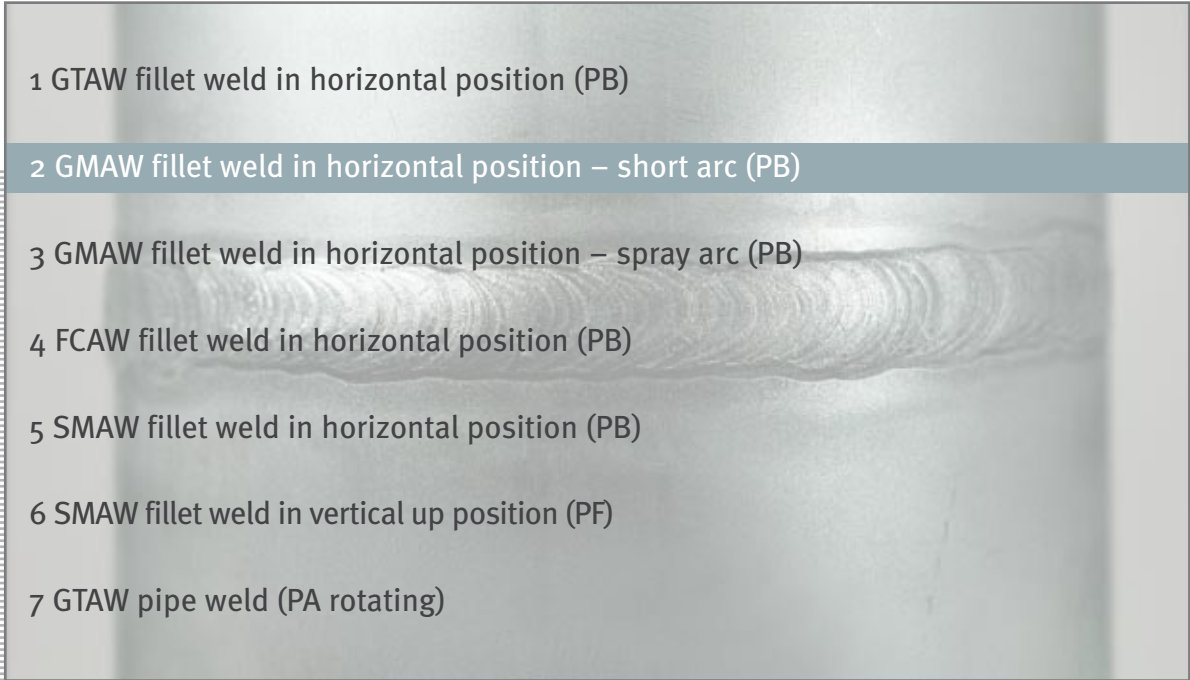 1 GTAW fillet weld in horizontal position (PB)
2 GMAW fillet weld in horizontal position – short arc (PB)
3 GMAW fillet weld in horizontal position – spray arc (PB)
4 FCAW fillet weld in horizontal position (PB)
5 SMAW fillet weld in horizontal position (PB)
6 SMAW fillet weld in vertical up position (PF)
7 GTAW pipe weld (PA rotating)